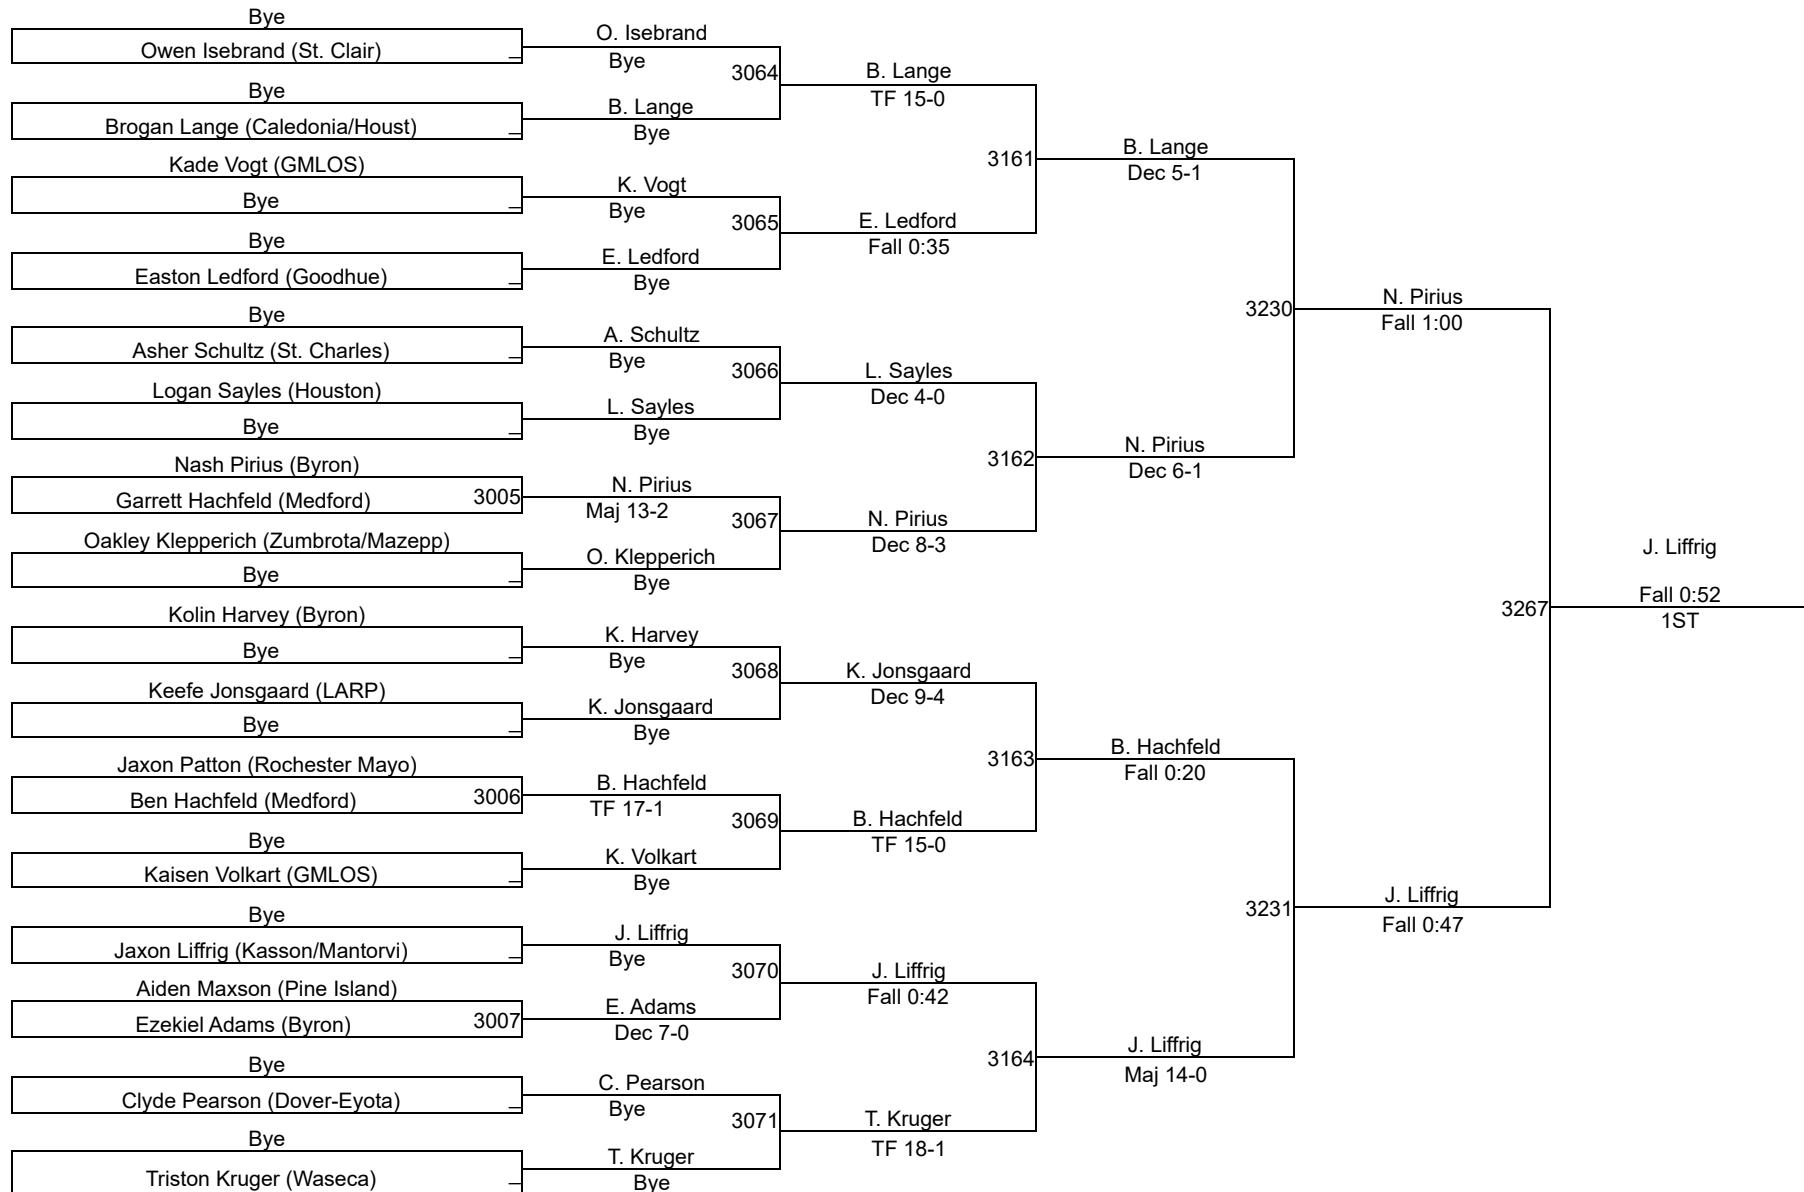 Bye
Owen Isebrand (St. Clair) _
Bye
Brogan Lange (Caledonia/Houst) _
Kade Vogt (GMLOS)
Bye _
Bye
Easton Ledford (Goodhue) _
Bye
Asher Schultz (St. Charles) _
Logan Sayles (Houston)
Bye _
Nash Pirius (Byron)
Garrett Hachfeld (Medford) 3005
Oakley Klepperich (Zumbrota/Mazepp)
Bye _
Kolin Harvey (Byron)
Bye _
Keefe Jonsgaard (LARP)
Bye _
Jaxon Patton (Rochester Mayo)
Ben Hachfeld (Medford) 3006
Bye
Kaisen Volkart (GMLOS) _
Bye
Jaxon Liffrig (Kasson/Mantorvi) _
Aiden Maxson (Pine Island)
Ezekiel Adams (Byron) 3007
Bye
Clyde Pearson (Dover-Eyota) _
Bye
Triston Kruger (Waseca) _
O. Isebrand
Bye
3064
B. Lange
Bye
K. Vogt
Bye
3065
E. Ledford
Bye
A. Schultz
Bye
3066
L. Sayles
Bye
N. Pirius
Maj 13-2
3067
O. Klepperich
Bye
K. Harvey
Bye
3068
K. Jonsgaard
Bye
B. Hachfeld
TF 17-1
3069
K. Volkart
Bye
J. Liffrig
Bye
3070
E. Adams
Dec 7-0
C. Pearson
Bye
3071
T. Kruger
Bye
B. Lange
TF 15-0
3161
E. Ledford
Fall 0:35
L. Sayles
Dec 4-0
3162
N. Pirius
Dec 8-3
K. Jonsgaard
Dec 9-4
3163
B. Hachfeld
TF 15-0
J. Liffrig
Fall 0:42
3164
T. Kruger
TF 18-1
B. Lange
Dec 5-1
3230
N. Pirius
Dec 6-1
B. Hachfeld
Fall 0:20
3231
J. Liffrig
Maj 14-0
N. Pirius
Fall 1:00
3267
J. Liffrig
Fall 0:47
J. Liffrig
Fall 0:52
1ST